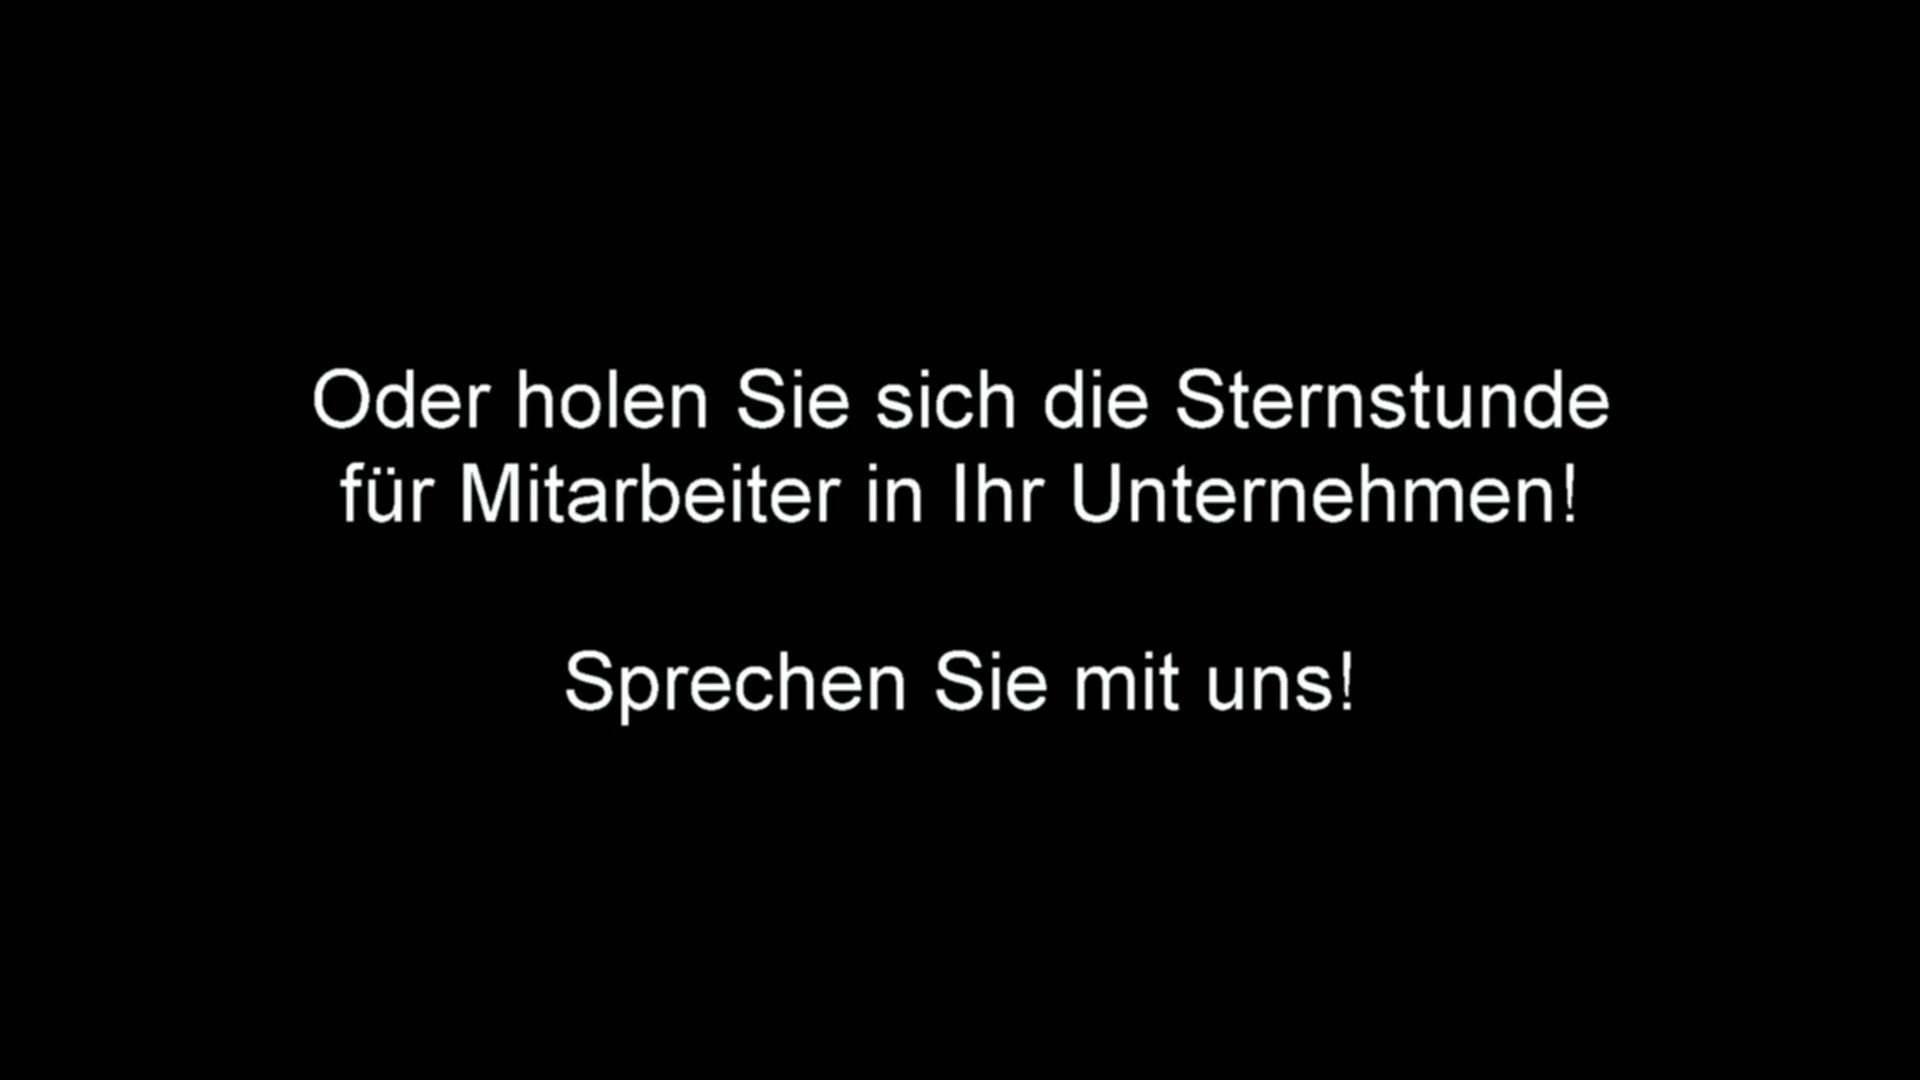 Oder holen Sie sich die Sternstunde
für Mitarbeiter in Ihr Unternehmen!
Sprechen Sie mit uns!